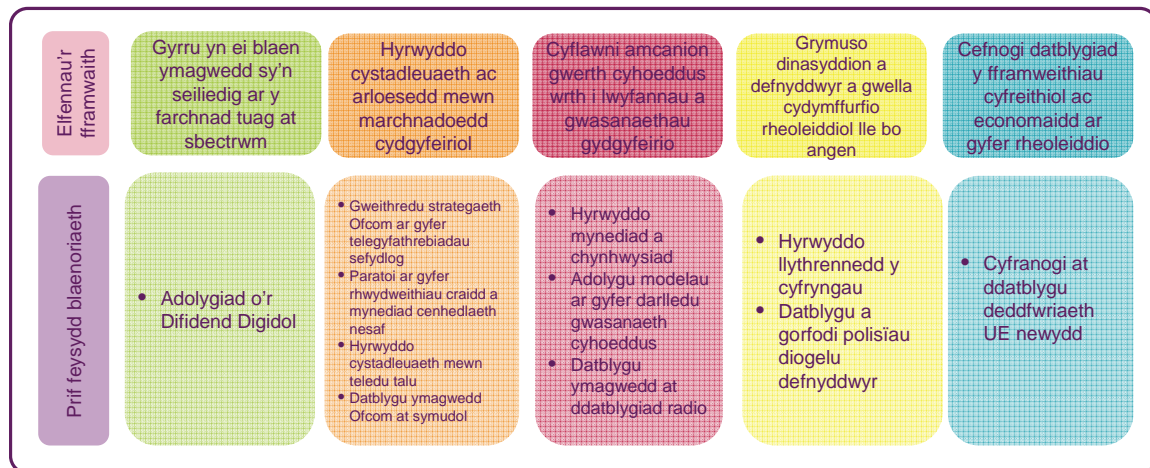 Elfennau'r
fframwaith
Gyrru yn ei blaen
ymagwedd sy'n
seiliedig ar y
farchnad tuag at
sbectrwm
Hyrwyddo
cystadleuaeth ac
arloesedd mewn
marchnadoedd
cydgyfeiriol
Cyflawni amcanion
gwerth cyhoeddus
wrth i lwyfannau a
gwasanaethau
gydgyfeirio
Grymuso
dinasyddion a
defnyddwyr a gwella
cydymffurfio
rheoleiddiol lle bo
angen
Cefnogi datblygiad
y fframweithiau
cyfreithiol ac
economaidd ar
gyfer rheoleiddio
Prif feysydd blaenoriaeth
• Adolygiad o'r
Difidend Digidol
• Gweithredu strategaeth
Ofcom ar gyfer
telegyfathrebiadau
sefydlog
• Paratoi ar gyfer
rhwydweithiau craidd a
mynediad cenhedlaeth
nesaf
• Hyrwyddo
cystadleuaeth mewn
teledu talu
• Datblygu ymagwedd
Ofcom at symudol
• Hyrwyddo
mynediad a
chynhwysiad
• Adolygu modelau
ar gyfer darlledu
gwasanaeth
cyhoeddus
• Datblygu
ymagwedd at
ddatblygiad radio
• Hyrwyddo
llythrennedd y
cyfryngau
• Datblygu a
gorfodi polisïau
diogelu
defnyddwyr
• Cyfranogi at
ddatblygu
deddfwriaeth
UE newydd